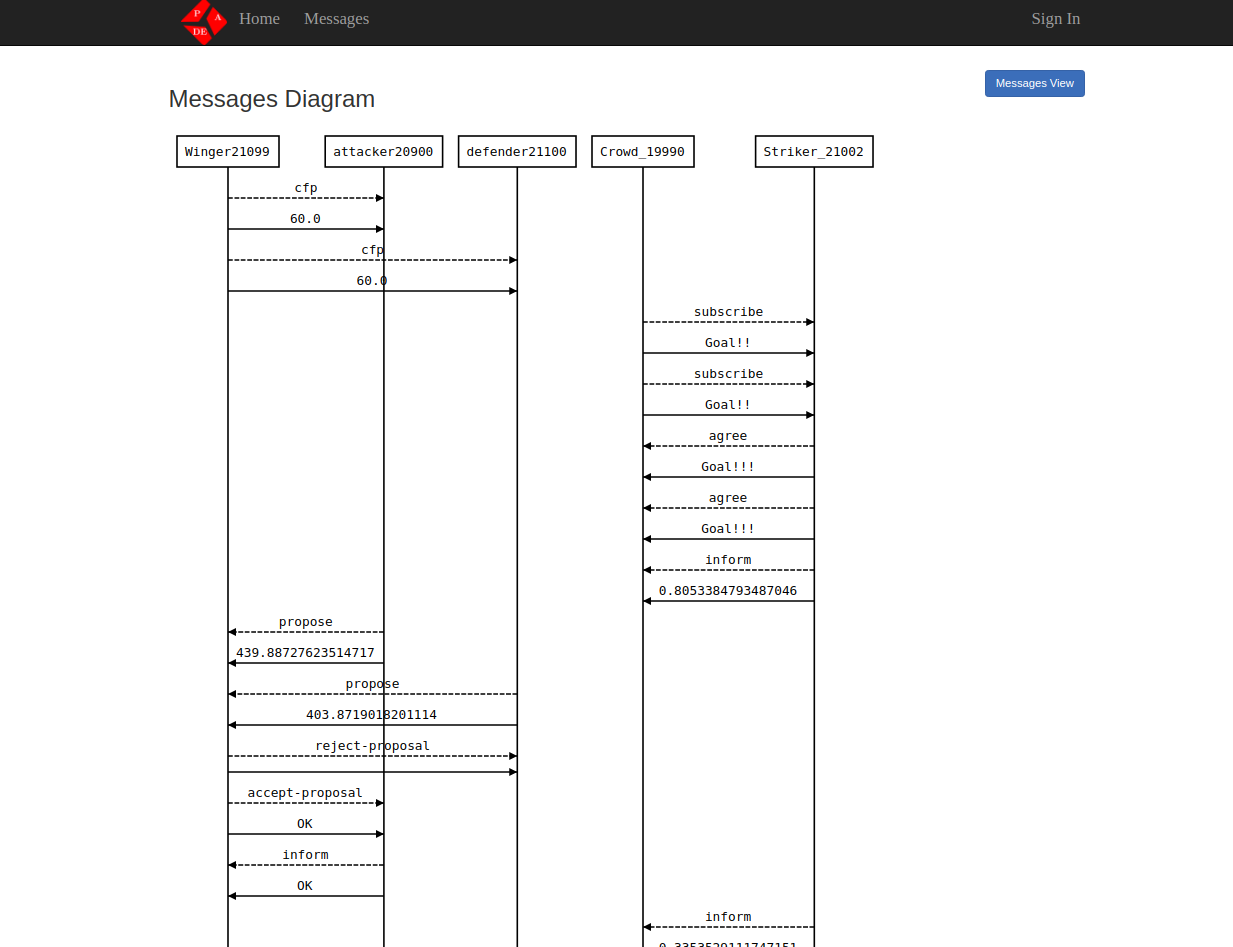 P A DE Home Messages Sign In
Messages View
Messages Diagram
Winger21099 attacker20900 defender21100 Crowd_19990 Striker_21002
cfp
60.0
cfp
60.0
subscribe
Goal!!
subscribe
Goal!!
agree
Goal!!!
agree
Goal!!!
inform
0.8053384793487046
propose
439.88727623514717
propose
403.8719018201114
reject-proposal
accept-proposal
OK
inform
OK
inform